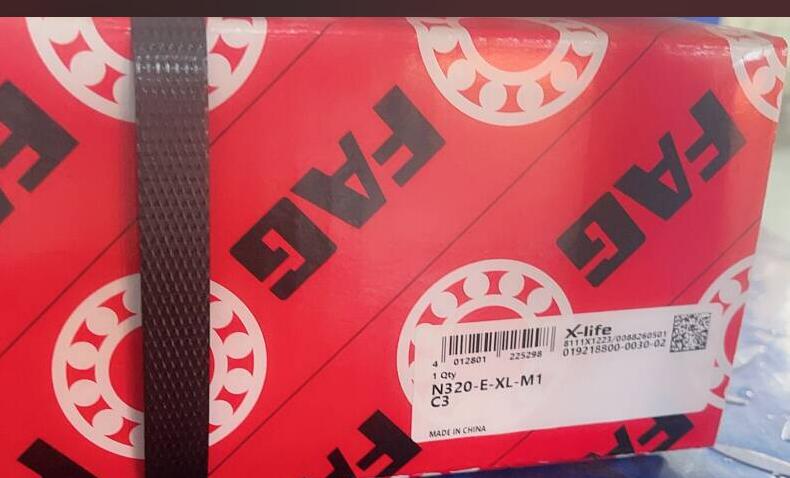 FAG
FAG
FAG
X-life
8111X1223/0088260501
019218800-0030-02
4 012801 225298
1 Qty
N320-E-XL-M1
C3
MADE IN CHINA